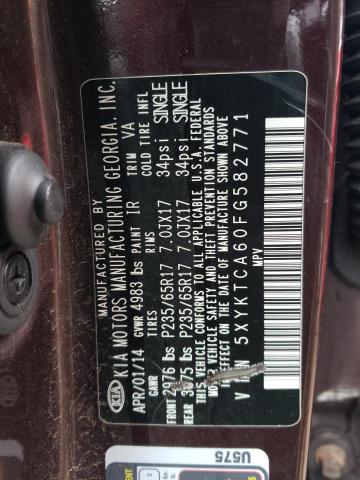 MANUFACTURED BY
KIA KIA MOTORS MANUFACTURING GEORGIA, INC.
APR/01/14 PAINT IR TRIM VA
GVWR 4983 lbs
GAWR TIRES RIMS COLD TIRE INFL
FRONT 2976 lbs P235/65R17 7.0JX17 34psi SINGLE
REAR P235/65R17 7.0JX17 34psi SINGLE
THIS VEHICLE CONFORMS TO ALL APPLICABLE U.S.A. FEDERAL
MOTOR VEHICLE SAFETY, BUMPER, AND THEFT PREVENTION STANDARDS
IN EFFECT ON THE DATE OF MANUFACTURE SHOWN ABOVE
5XYKTCA60FG582771
MPV
U575